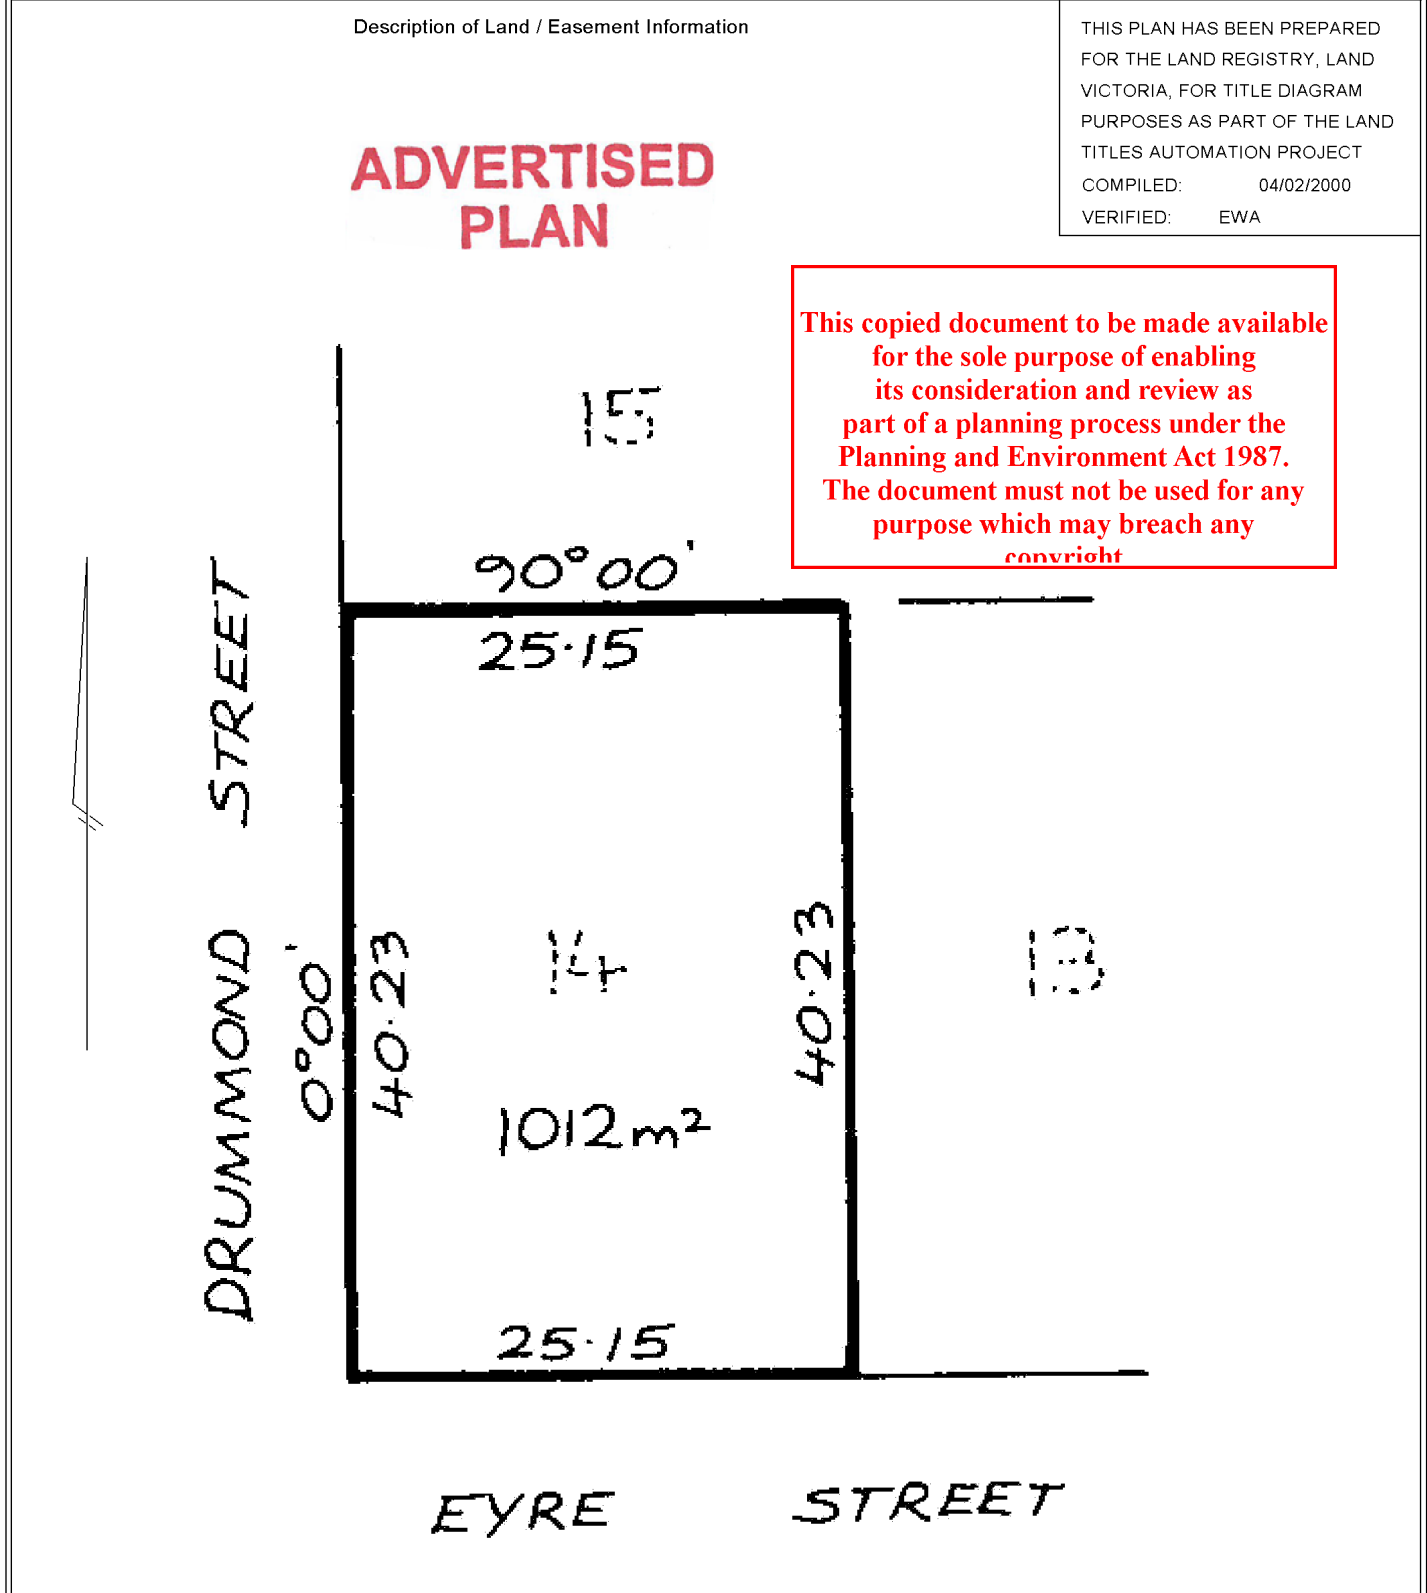 Description of Land / Easement Information
THIS PLAN HAS BEEN PREPARED
FOR THE LAND REGISTRY, LAND
VICTORIA, FOR TITLE DIAGRAM
PURPOSES AS PART OF THE LAND
TITLES AUTOMATION PROJECT
COMPILED: 04/02/2000
VERIFIED: EWA
ADVERTISED
PLAN
This copied document to be made available
for the sole purpose of enabling
its consideration and review as
part of a planning process under the
Planning and Environment Act 1987.
The document must not be used for any
purpose which may breach any
copyright
15
90°00'
25·15
DRUMMOND STREET
0°00'
40·23
14
40·23
13
1012m²
25·15
EYRE STREET